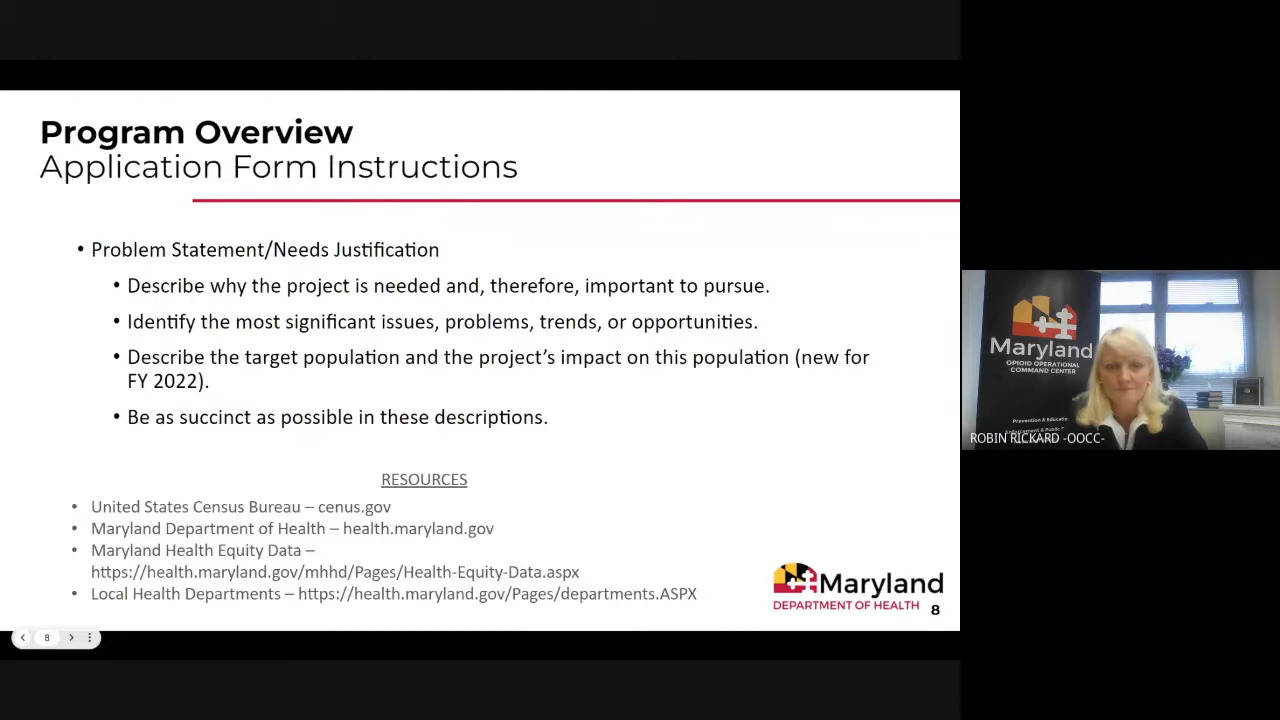 Program Overview
Application Form Instructions
• Problem Statement/Needs Justification
• Describe why the project is needed and, therefore, important to pursue.
• Identify the most significant issues, problems, trends, or opportunities.
• Describe the target population and the project's impact on this population (new for
FY 2022).
• Be as succinct as possible in these descriptions.
RESOURCES
• United States Census Bureau – cenus.gov
• Maryland Department of Health – health.maryland.gov
• Maryland Health Equity Data –
https://health.maryland.gov/mhhd/Pages/Health-Equity-Data.aspx
• Local Health Departments – https://health.maryland.gov/Pages/departments.ASPX
Maryland
DEPARTMENT OF HEALTH
8
8
Maryland
OPIOID OPERATIONAL
COMMAND CENTER
Prevention & Educatio
Enforcement & Public
ROBIN RICKARD -OOCC-